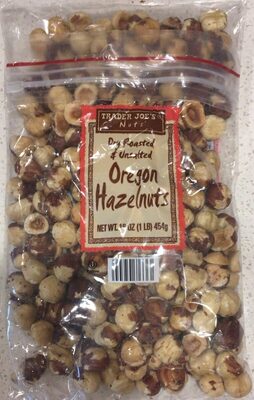 TRADER JOE'S
Nuts
Dry Roasted
& Unsalted
Oregon
Hazelnuts
NET WT. 16 OZ (1 LB) 454g